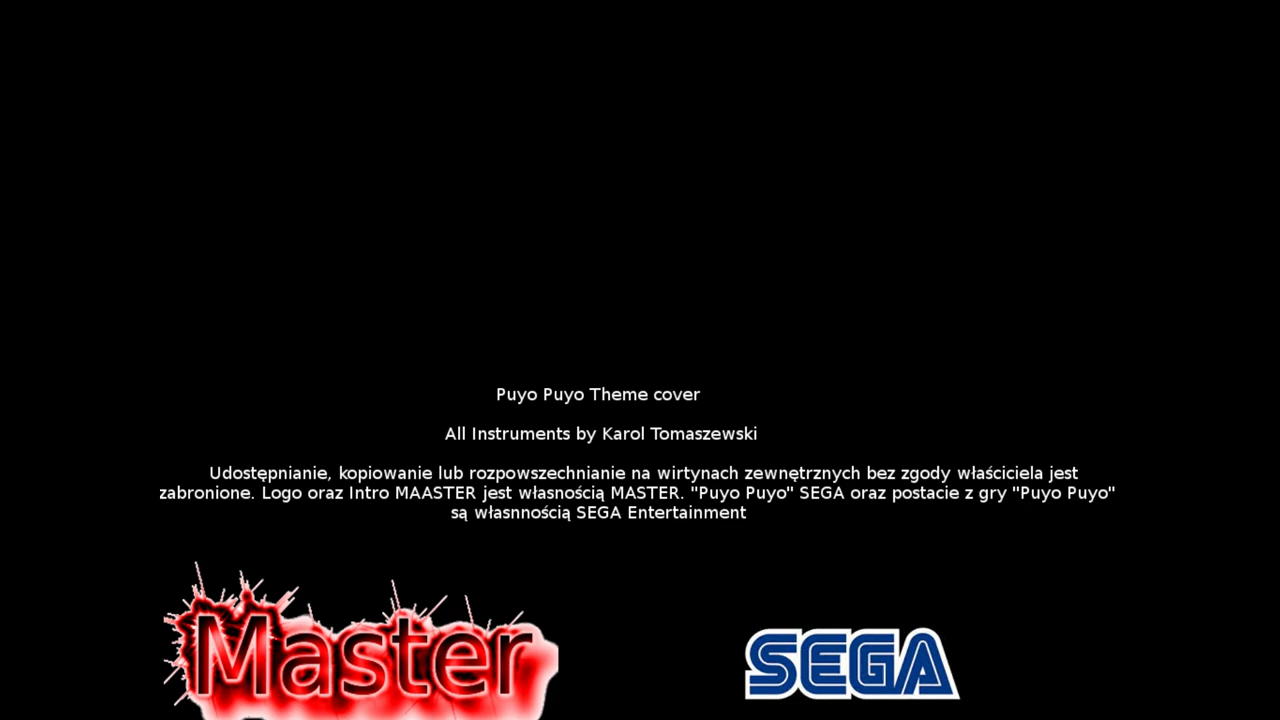 Puyo Puyo Theme cover
All Instruments by Karol Tomaszewski
Udostępnianie, kopiowanie lub rozpowszechnianie na wirtynach zewnętrznych bez zgody właściciela jest
zabronione. Logo oraz Intro MAASTER jest własnością MASTER. "Puyo Puyo" SEGA oraz postacie z gry "Puyo Puyo"
są własnnością SEGA Entertainment
Master
SEGA